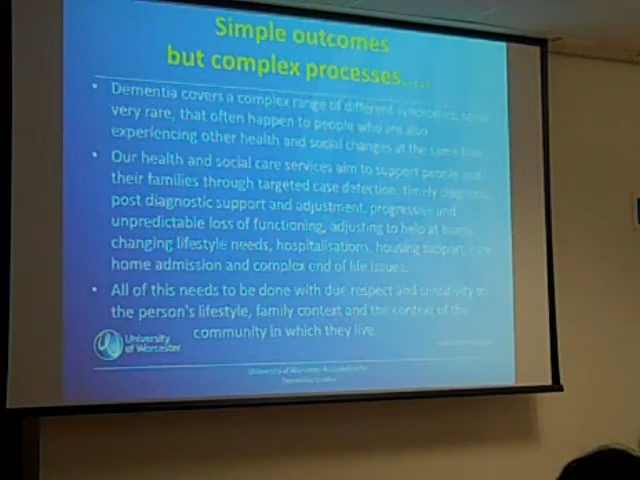 Simple outcomes
but complex processes......
• Dementia covers a complex range of different syndromes, some
very rare, that often happen to people who are also
experiencing other health and social changes at the same time.
• Our health and social care services aim to support people and
their families through targeted case detection, timely diagnosis,
post diagnostic support and adjustment, progressive and
unpredictable loss of functioning, adjusting to help at home,
changing lifestyle needs, hospitalisations, housing support, care
home admission and complex end of life issues.
• All of this needs to be done with due respect and sensitivity to
the person's lifestyle, family context and the context of the
community in which they live.
University
of Worcester
University of Worcester Association for
Dementia Studies